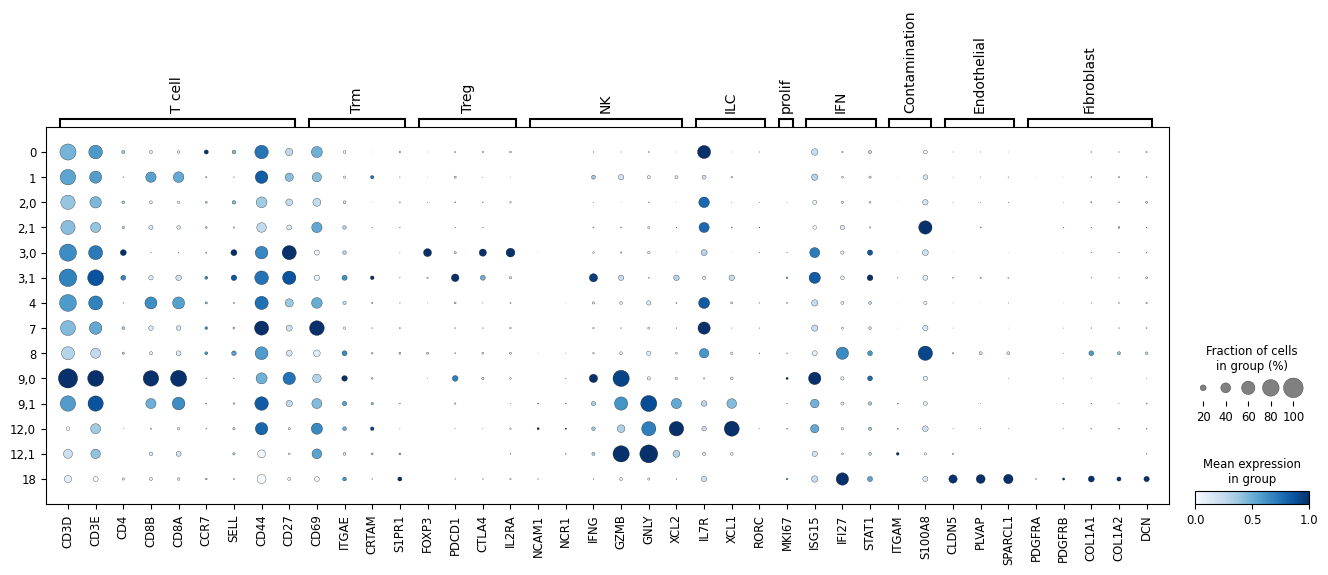 T cell
Trm
Treg
NK
ILC
prolif
IFN
Contamination
Endothelial
Fibroblast
0
1
2,0
2,1
3,0
3,1
4
7
8
9,0
9,1
12,0
12,1
18
CD3D
CD3E
CD4
CD8B
CD8A
CCR7
SELL
CD44
CD27
CD69
ITGAE
CRTAM
S1PR1
FOXP3
PDCD1
CTLA4
IL2RA
NCAM1
NCR1
IFNG
GZMB
GNLY
XCL2
IL7R
XCL1
RORC
MKI67
ISG15
IFI27
STAT1
ITGAM
S100A8
CLDN5
PLVAP
SPARCL1
PDGFRA
PDGFRB
COL1A1
COL1A2
DCN
Fraction of cells
in group (%)
20 40 60 80 100
Mean expression
in group
0.0 0.5 1.0